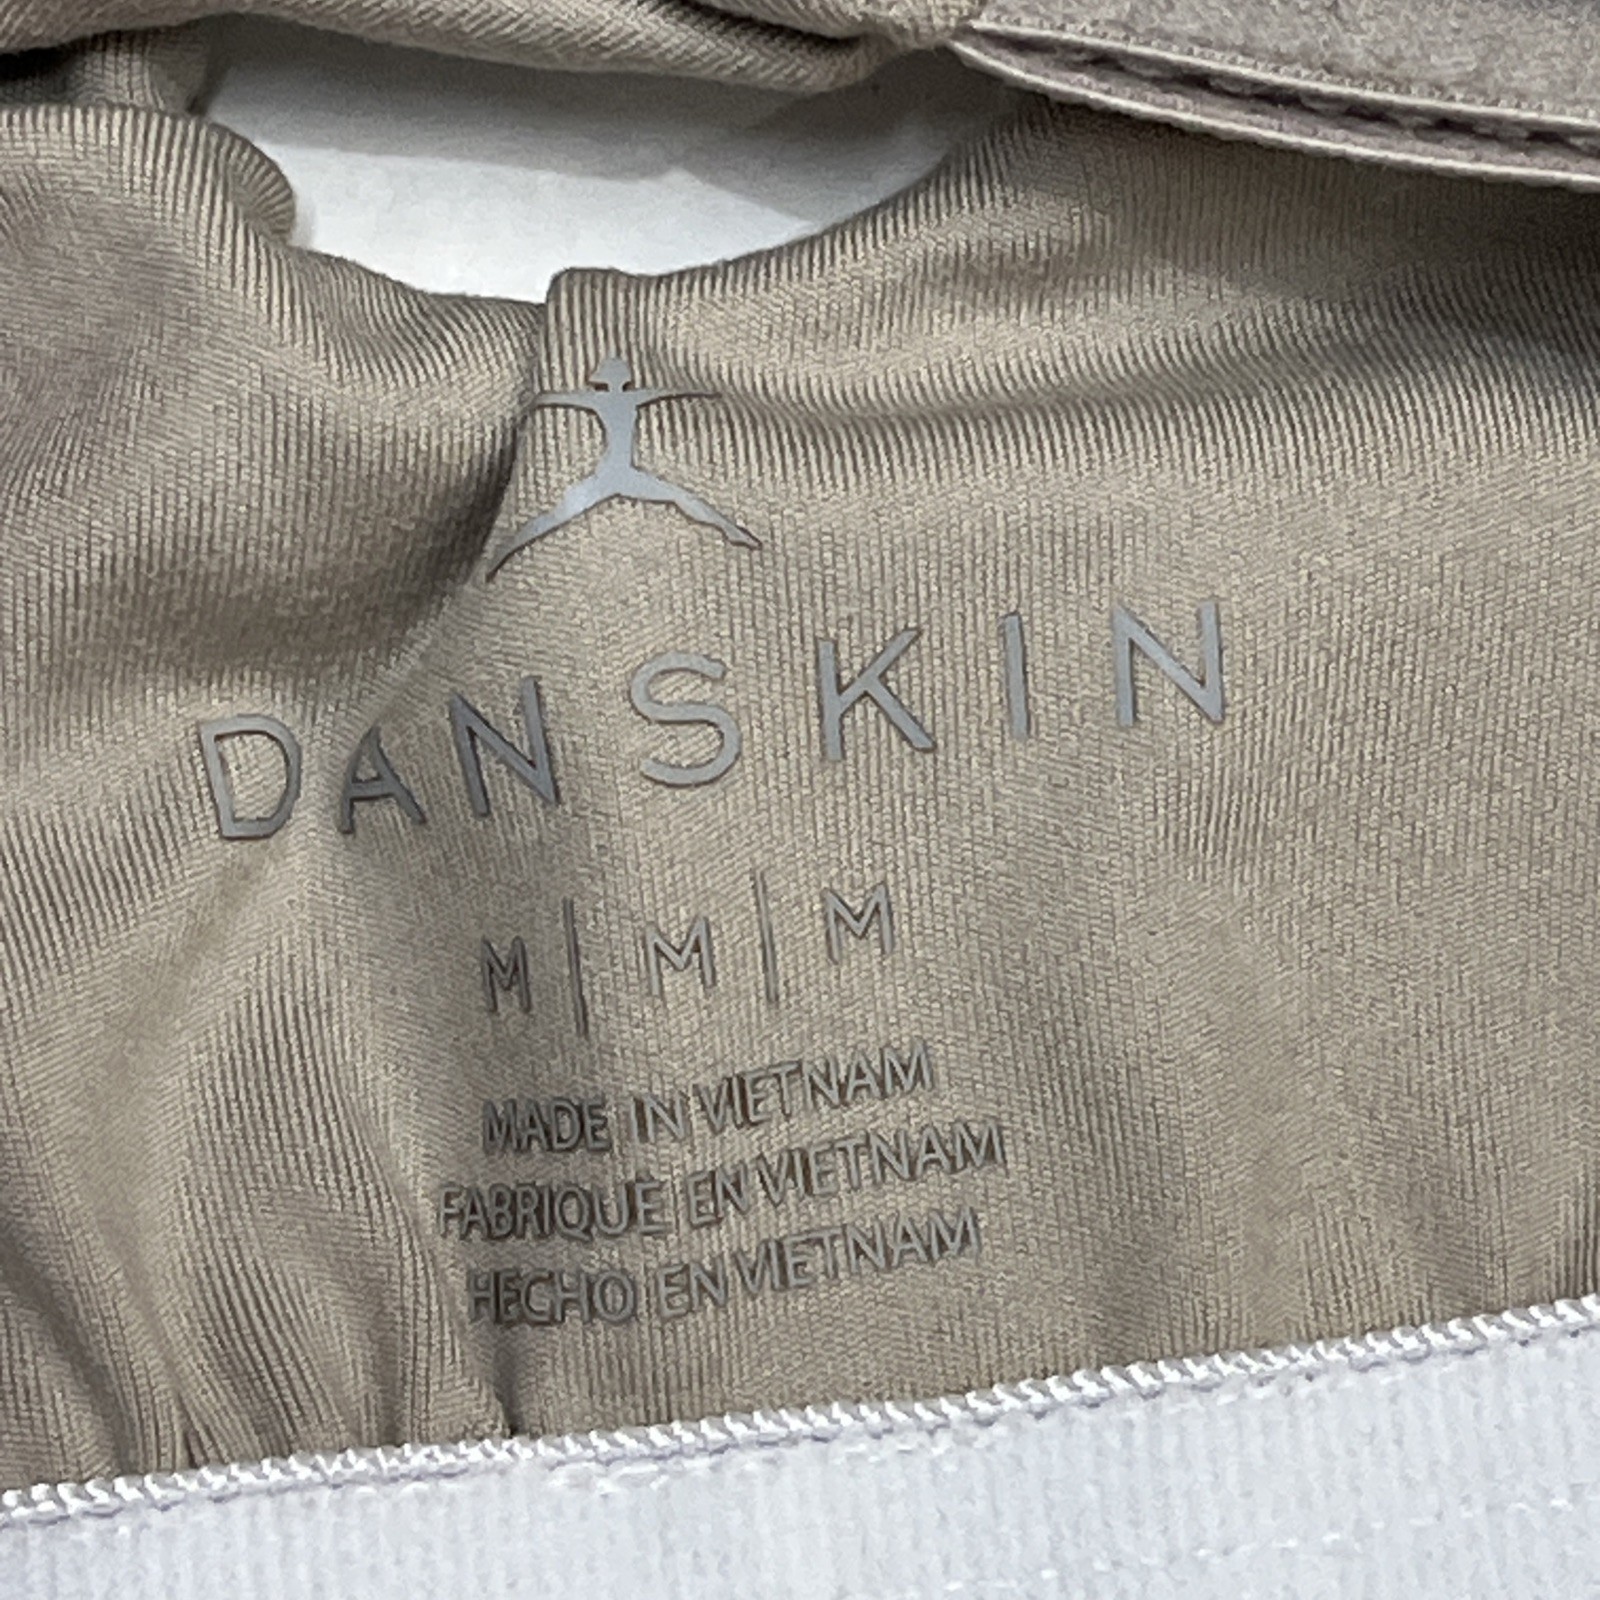 DANSKIN
M | M | M
MADE IN VIETNAM
FABRIQUÉ EN VIETNAM
HECHO EN VIETNAM